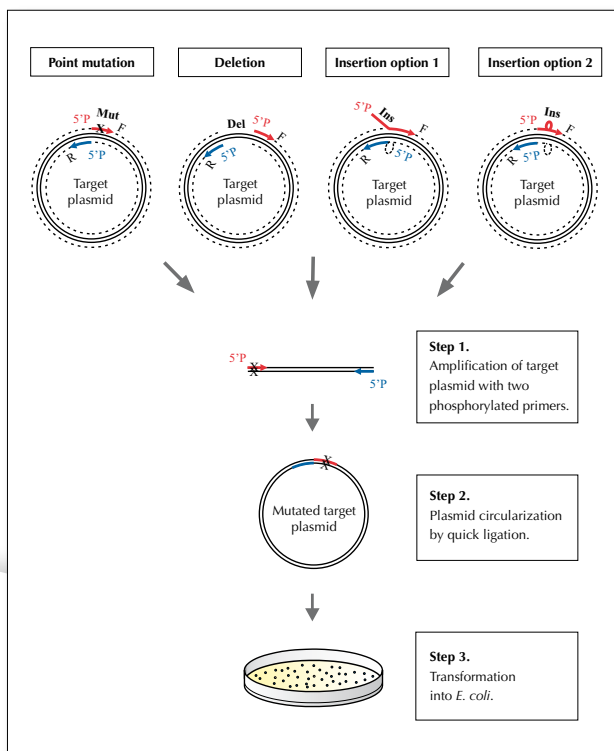 Point mutation
Deletion
Insertion option 1
Insertion option 2
Mut
5'P
X
F
R
5'P
Target
plasmid
Del
5'P
F
R
5'P
Target
plasmid
5'P
Ins
F
R
5'P
Target
plasmid
Ins
5'P
F
R
5'P
Target
plasmid
5'P
X
X
5'P
Step 1.
Amplification of target
plasmid with two
phosphorylated primers.
X
X
Mutated target
plasmid
Step 2.
Plasmid circularization
by quick ligation.
Step 3.
Transformation
into E. coli.